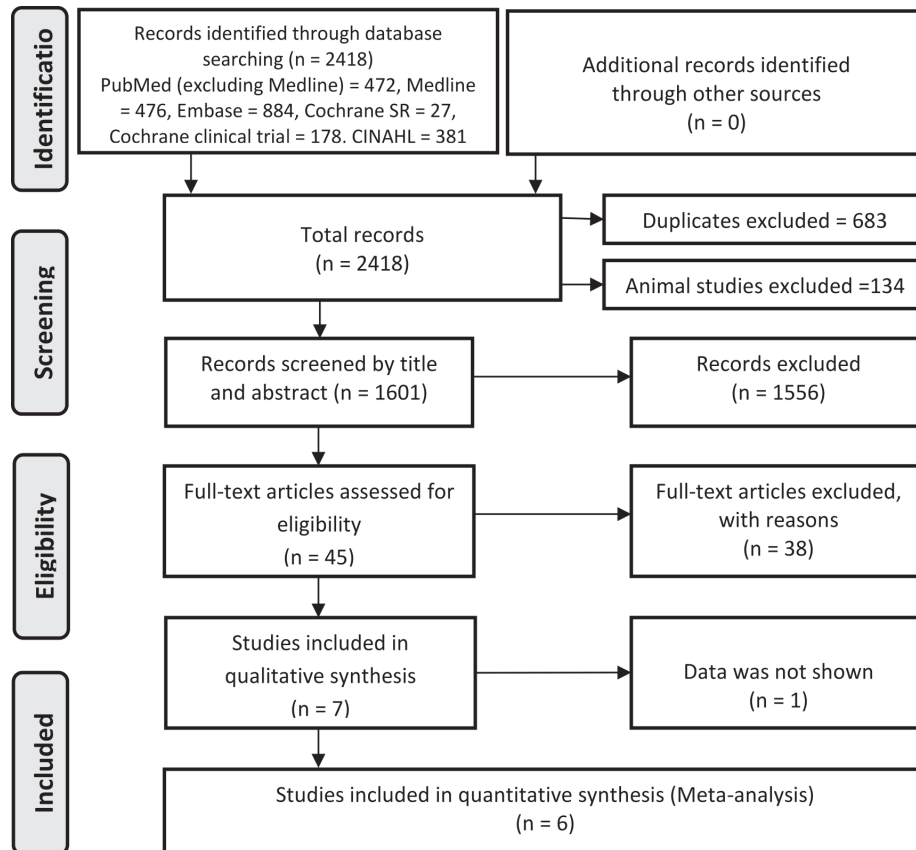 Identificatio
Records identified through database
searching (n = 2418)
PubMed (excluding Medline) = 472, Medline
= 476, Embase = 884, Cochrane SR = 27,
Cochrane clinical trial = 178. CINAHL = 381
Additional records identified
through other sources
(n = 0)
Screening
Total records
(n = 2418)
Duplicates excluded = 683
Animal studies excluded =134
Records screened by title
and abstract (n = 1601)
Records excluded
(n = 1556)
Eligibility
Full-text articles assessed for
eligibility
(n = 45)
Full-text articles excluded,
with reasons
(n = 38)
Included
Studies included in
qualitative synthesis
(n = 7)
Data was not shown
(n = 1)
Studies included in quantitative synthesis (Meta-analysis)
(n = 6)